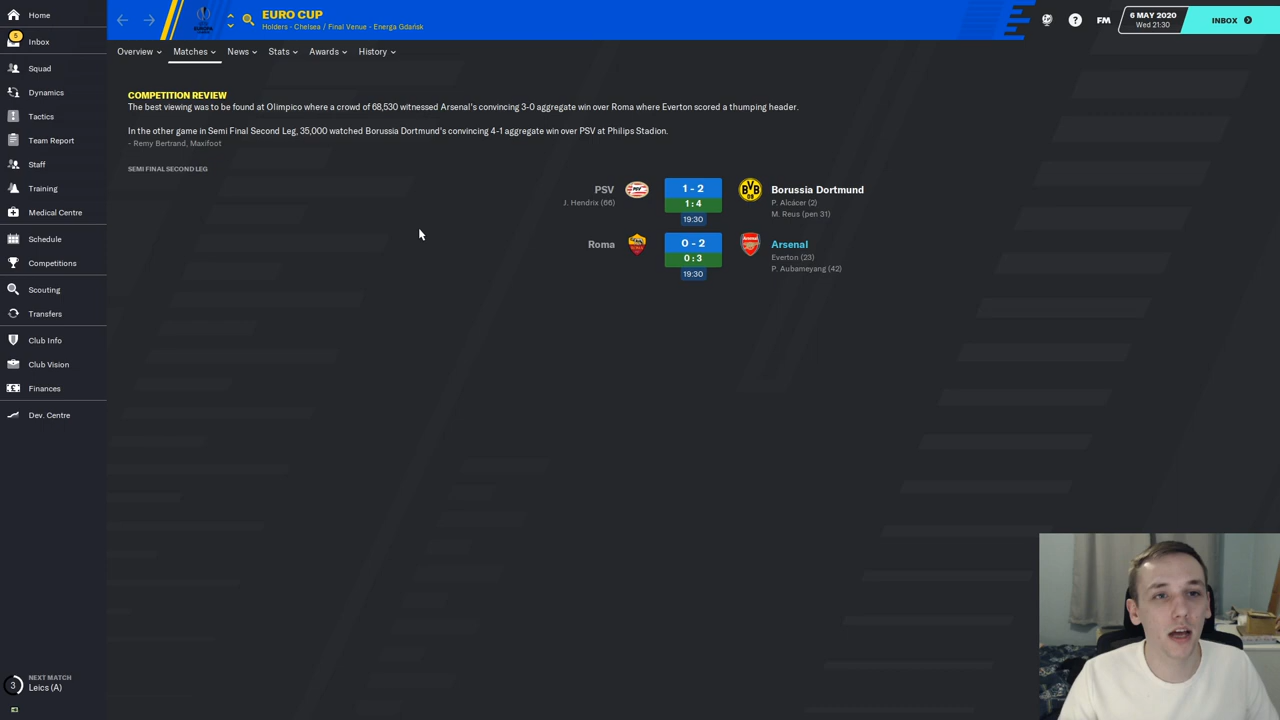 Home
5
Inbox
Squad
Dynamics
Tactics
Team Report
Staff
Training
Medical Centre
Schedule
Competitions
Scouting
Transfers
Club Info
Club Vision
Finances
Dev. Centre
3
NEXT MATCH
Leics (A)
EURO CUP
Holders - Chelsea / Final Venue - Energa Gdańsk
?
FM
6 MAY 2020
Wed 21:30
INBOX
Overview
Matches
News
Stats
Awards
History
COMPETITION REVIEW
The best viewing was to be found at Olimpico where a crowd of 68,530 witnessed Arsenal's convincing 3-0 aggregate win over Roma where Everton scored a thumping header.
In the other game in Semi Final Second Leg, 35,000 watched Borussia Dortmund's convincing 4-1 aggregate win over PSV at Philips Stadion.
- Remy Bertrand, Maxifoot
SEMI FINAL SECOND LEG
PSV
J. Hendrix (66)
1 - 2
1 : 4
19:30
Borussia Dortmund
P. Alcácer (2)
M. Reus (pen 31)
Roma
0 - 2
0 : 3
19:30
Arsenal
Everton (23)
P. Aubameyang (42)